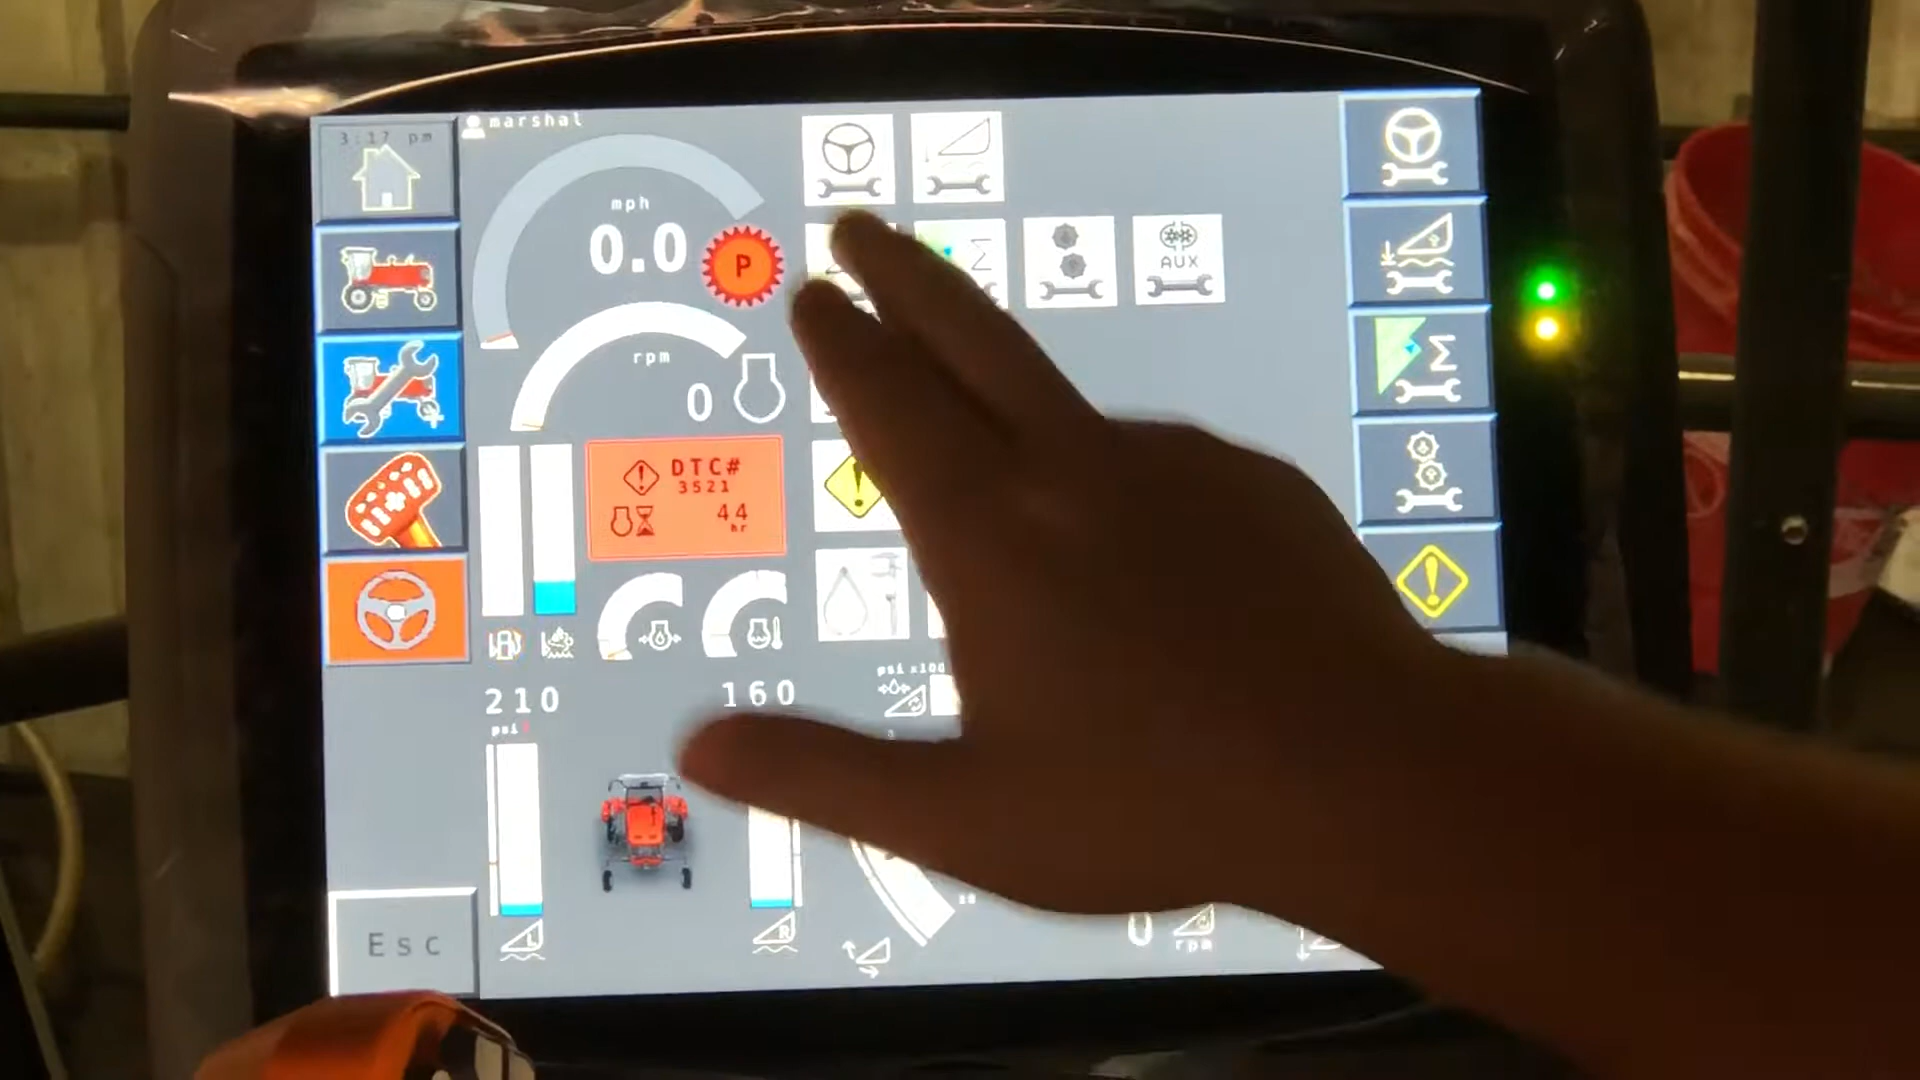 3:17 pm
marshal
mph
0.0
P
AUX
rpm
0
DTC#
3521
44
hr
210
160
psi x100
psi
L
R
Esc
0
rpm